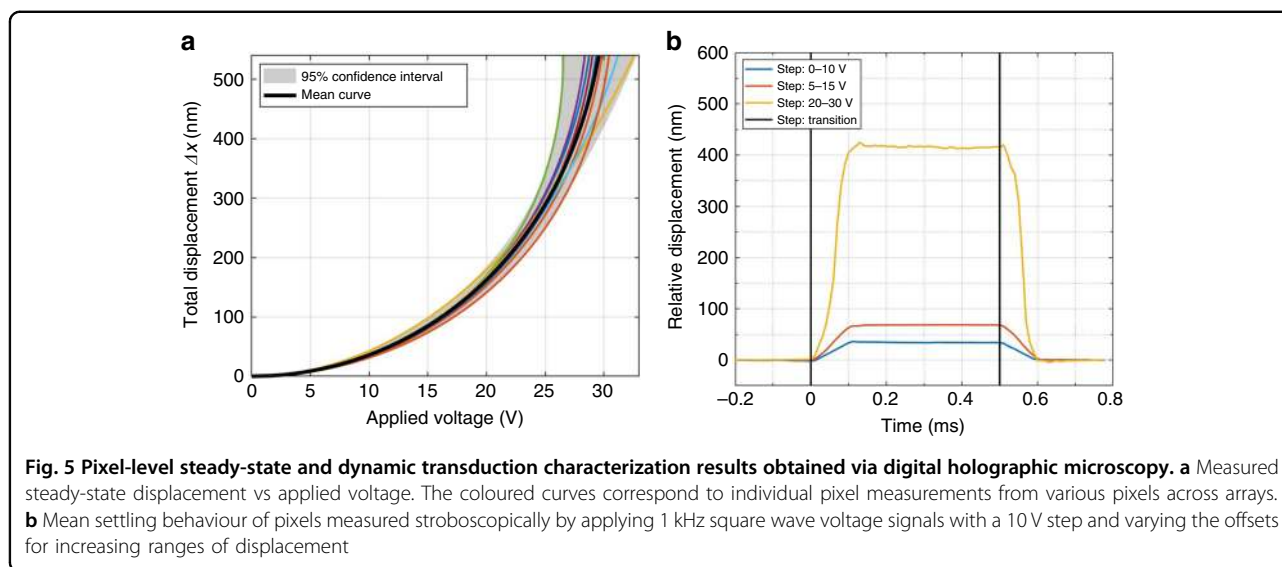 a
95% confidence interval
Mean curve
500
400
300
200
100
0
Total displacement Δx (nm)
0 5 10 15 20 25 30
Applied voltage (V)
b
600
500
400
300
200
100
0
Relative displacement (nm)
Step: 0–10 V
Step: 5–15 V
Step: 20–30 V
Step: transition
–0.2 0 0.2 0.4 0.6 0.8
Time (ms)
Fig. 5 Pixel-level steady-state and dynamic transduction characterization results obtained via digital holographic microscopy. a Measured
steady-state displacement vs applied voltage. The coloured curves correspond to individual pixel measurements from various pixels across arrays.
b Mean settling behaviour of pixels measured stroboscopically by applying 1 kHz square wave voltage signals with a 10 V step and varying the offsets
for increasing ranges of displacement